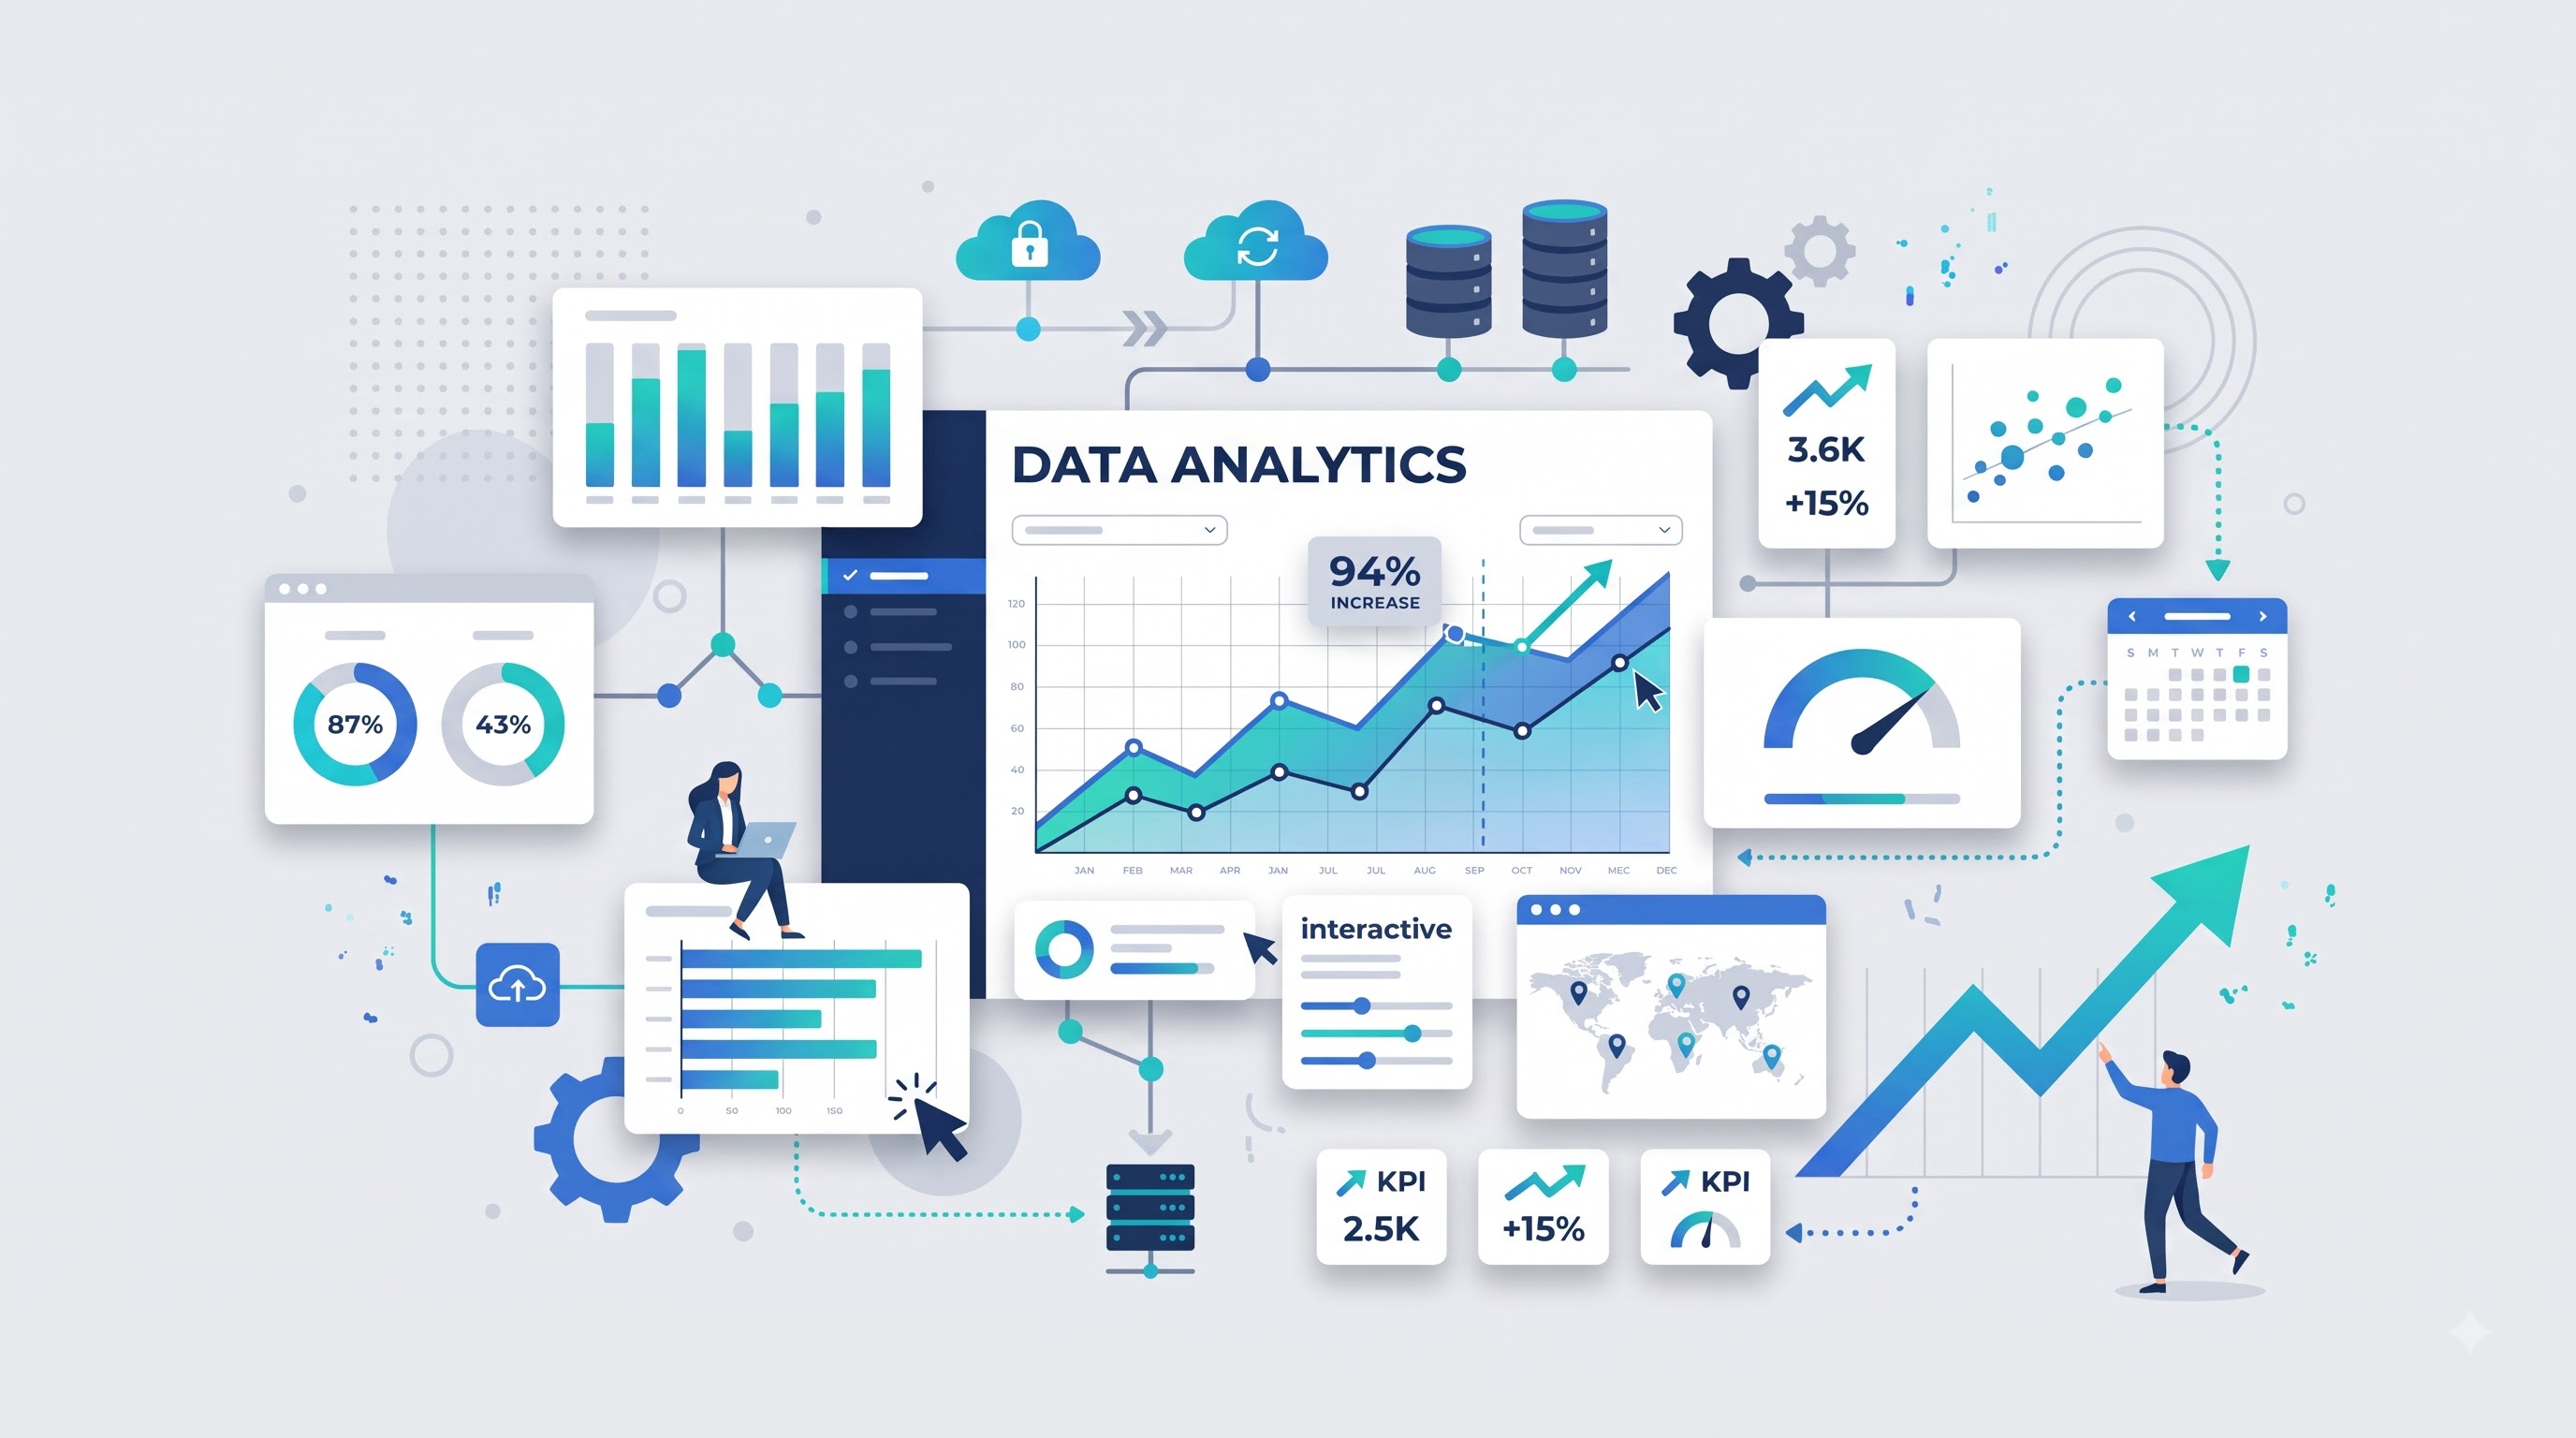 DATA ANALYTICS
94%
INCREASE
120
100
80
60
40
20
JAN FEB MAR APR JAN JUL JUL AUG SEP OCT NOV MEC DEC
87%
43%
3.6K
+15%
S M T W T F S
0 50 100 150
interactive
KPI
2.5K
+15%
KPI